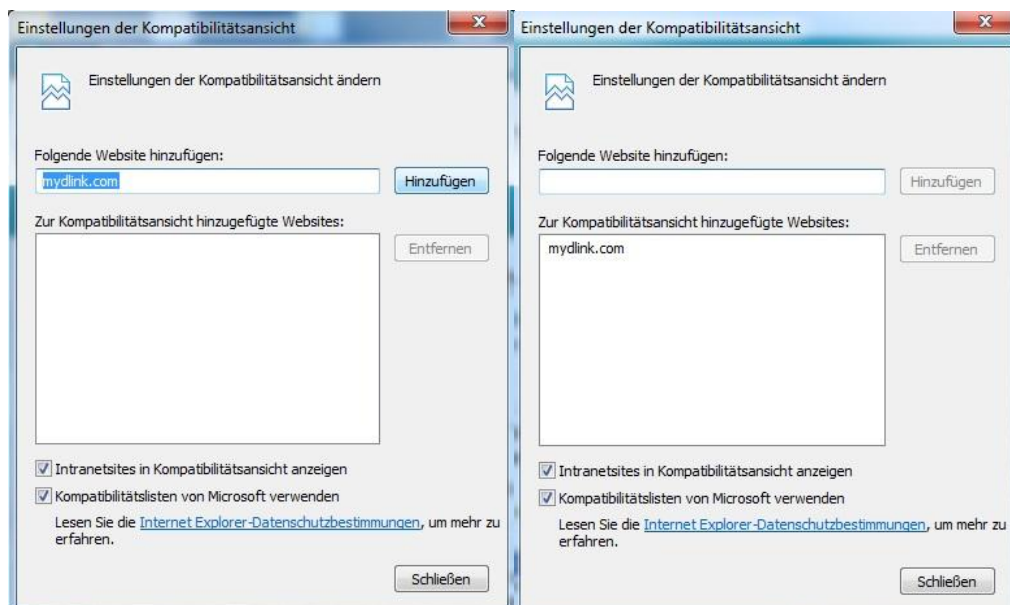 Einstellungen der Kompatibilitätsansicht
Einstellungen der Kompatibilitätsansicht ändern
Folgende Website hinzufügen:
mydlink.com
Hinzufügen
Zur Kompatibilitätsansicht hinzugefügte Websites:
Entfernen
Intranetsites in Kompatibilitätsansicht anzeigen
Kompatibilitätslisten von Microsoft verwenden
Lesen Sie die Internet Explorer-Datenschutzbestimmungen, um mehr zu
erfahren.
Schließen
Einstellungen der Kompatibilitätsansicht
Einstellungen der Kompatibilitätsansicht ändern
Folgende Website hinzufügen:
Hinzufügen
Zur Kompatibilitätsansicht hinzugefügte Websites:
mydlink.com
Entfernen
Intranetsites in Kompatibilitätsansicht anzeigen
Kompatibilitätslisten von Microsoft verwenden
Lesen Sie die Internet Explorer-Datenschutzbestimmungen, um mehr zu
erfahren.
Schließen